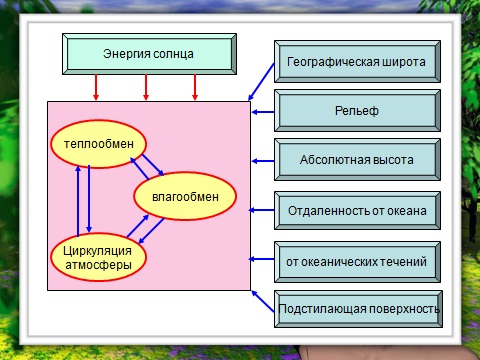 Энергия солнца
Географическая широта
Рельеф
теплообмен
Абсолютная высота
влагообмен
Отдаленность от океана
Циркуляция
атмосферы
от океанических течений
Подстилающая поверхность